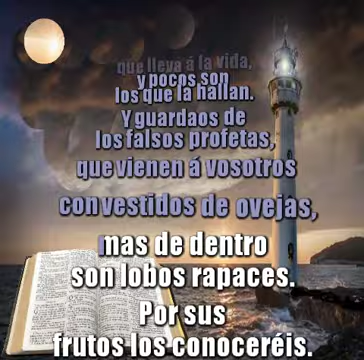 que lleva á la vida,
y pocos son
los que la hallan.
Y guardaos de
los falsos profetas,
que vienen á vosotros
con vestidos de ovejas,
mas de dentro
son lobos rapaces.
Por sus
frutos los conoceréis.